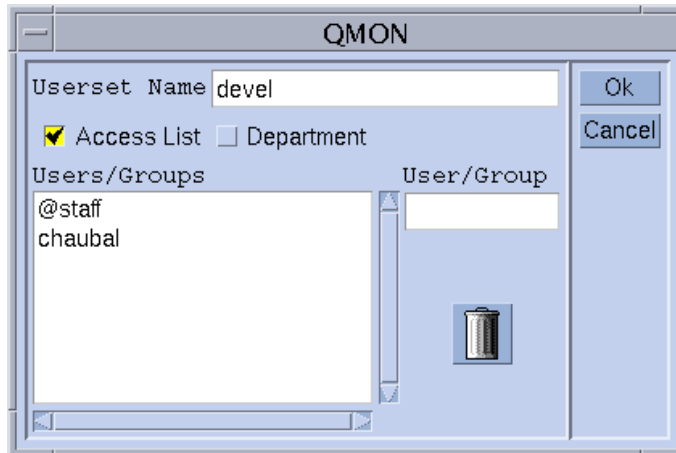 QMON
Userset Name devel
Ok
Access List Department
Cancel
Users/Groups User/Group
@staff
chaubal